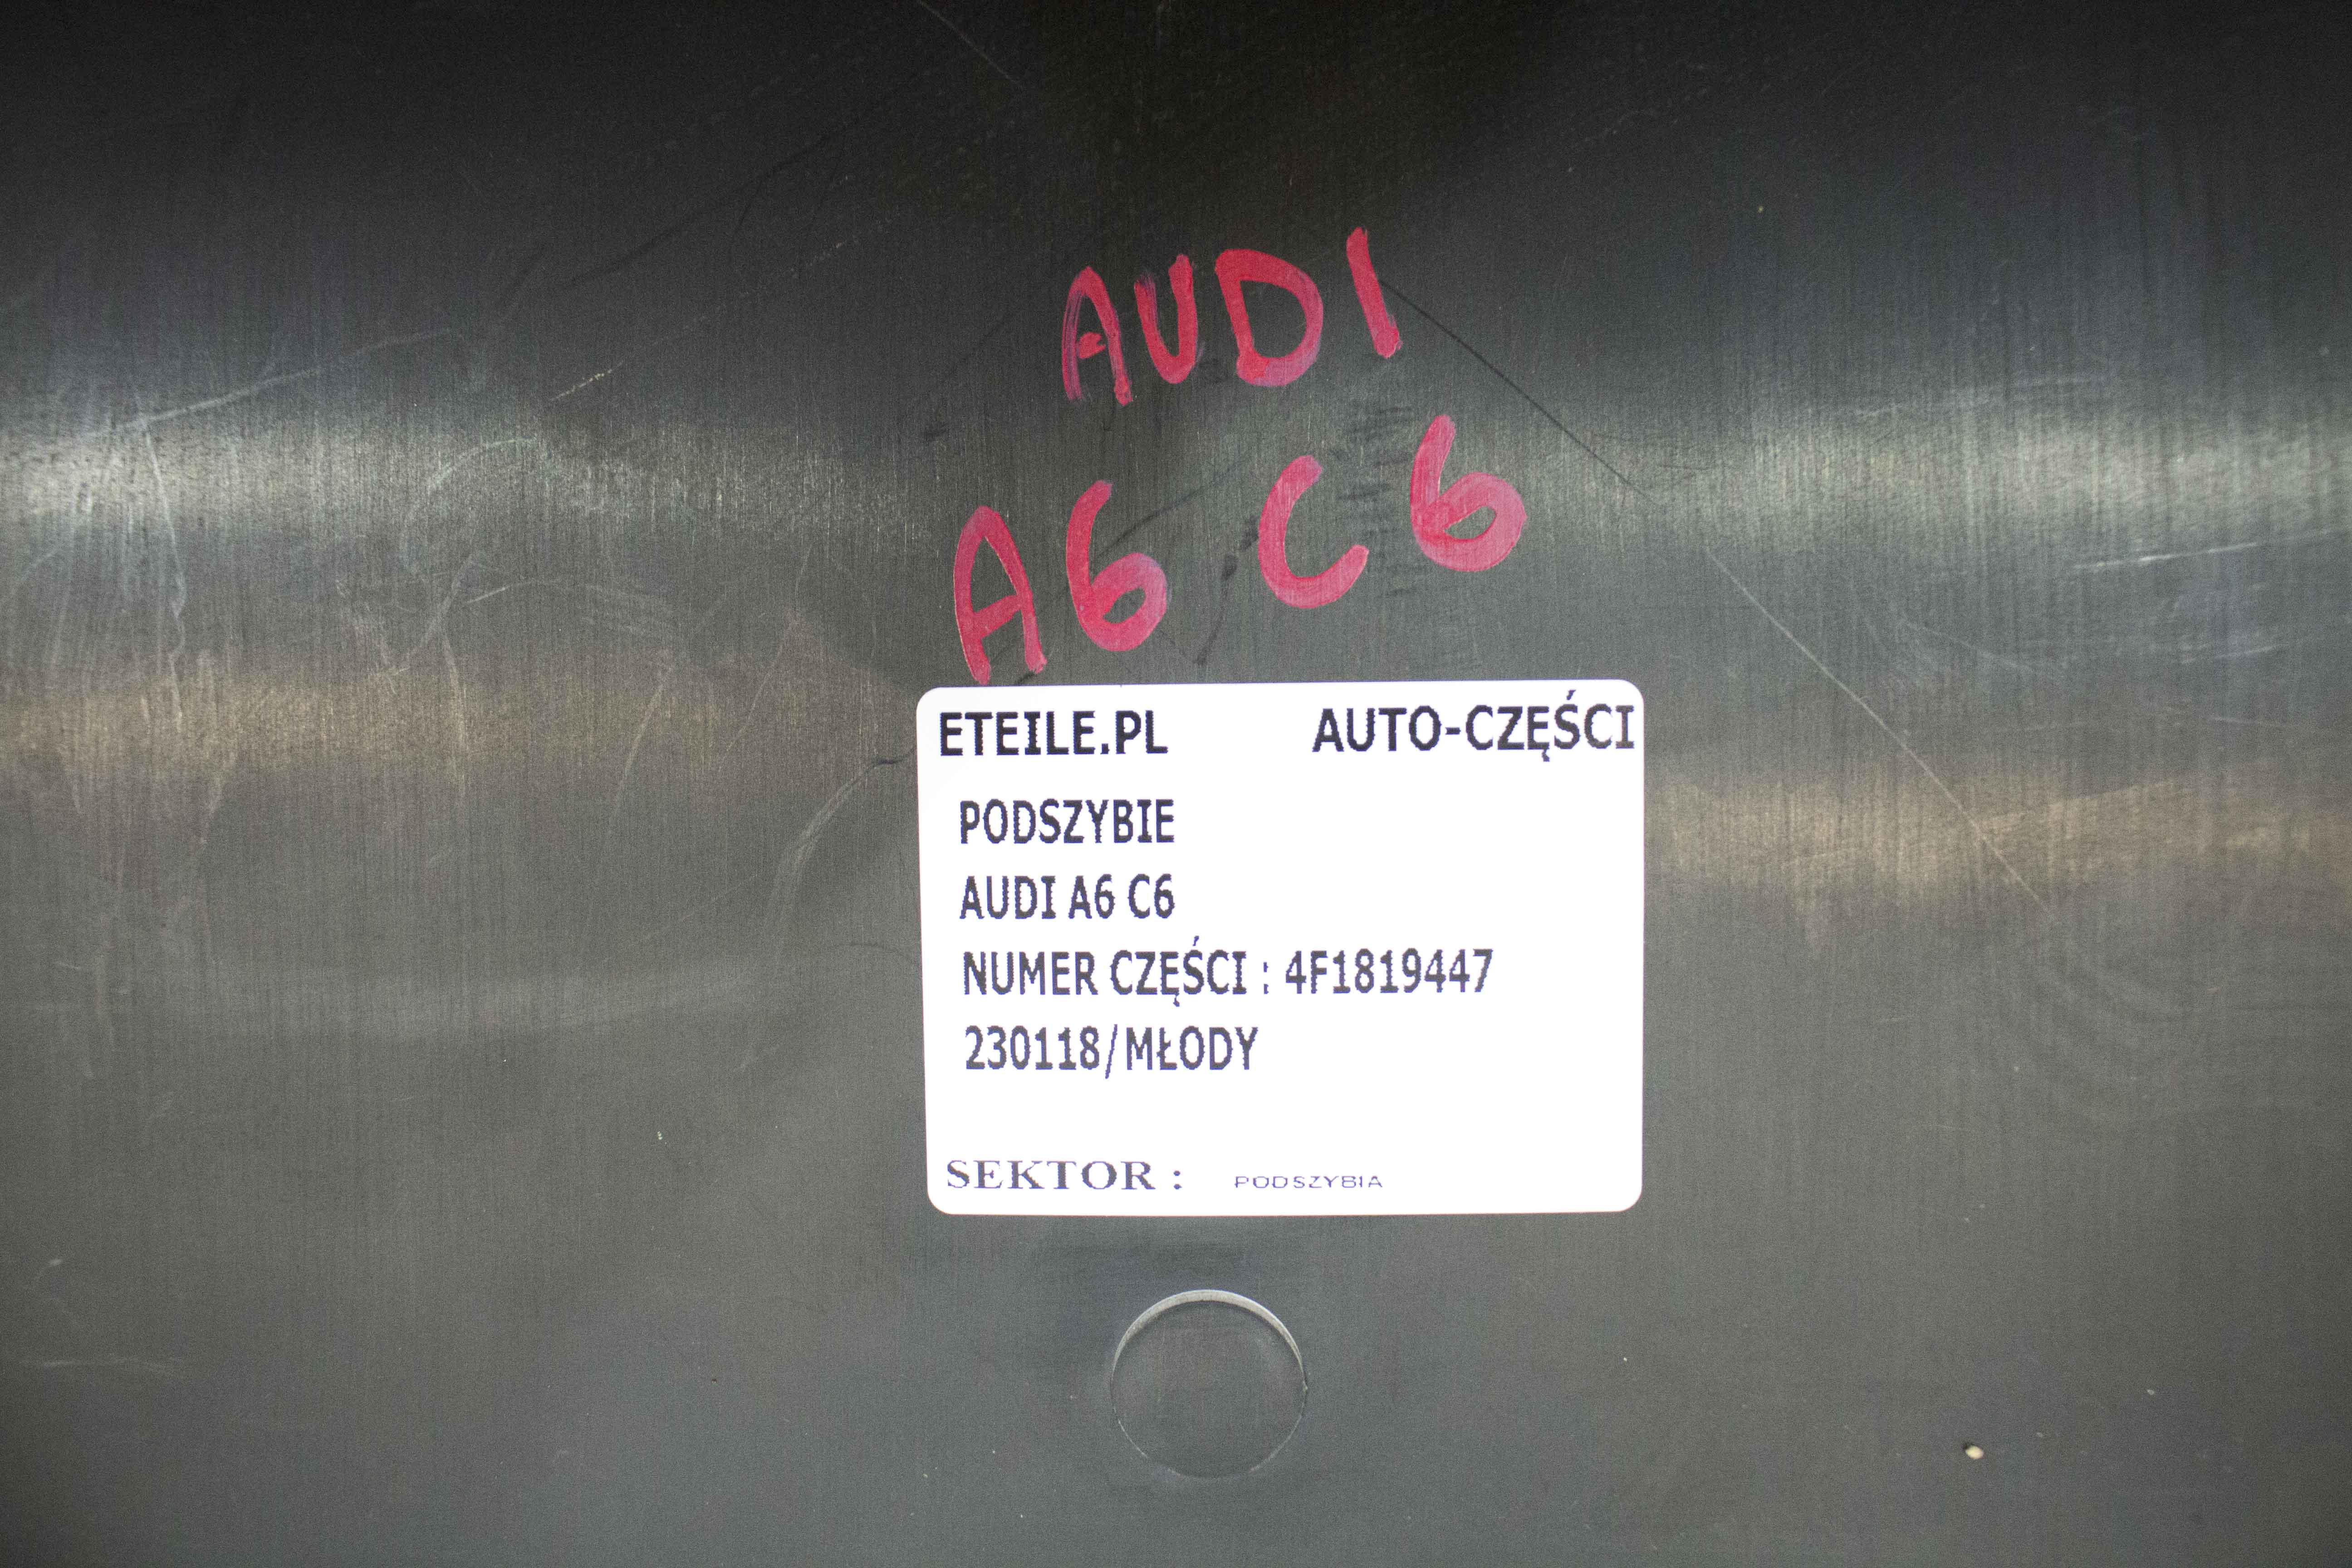 AUDI
A6 C6
ETEILE.PL AUTO-CZĘŚCI
PODSZYBIE
AUDI A6 C6
NUMER CZĘŚCI : 4F1819447
230118/MŁODY
SEKTOR : PODSZYBIA